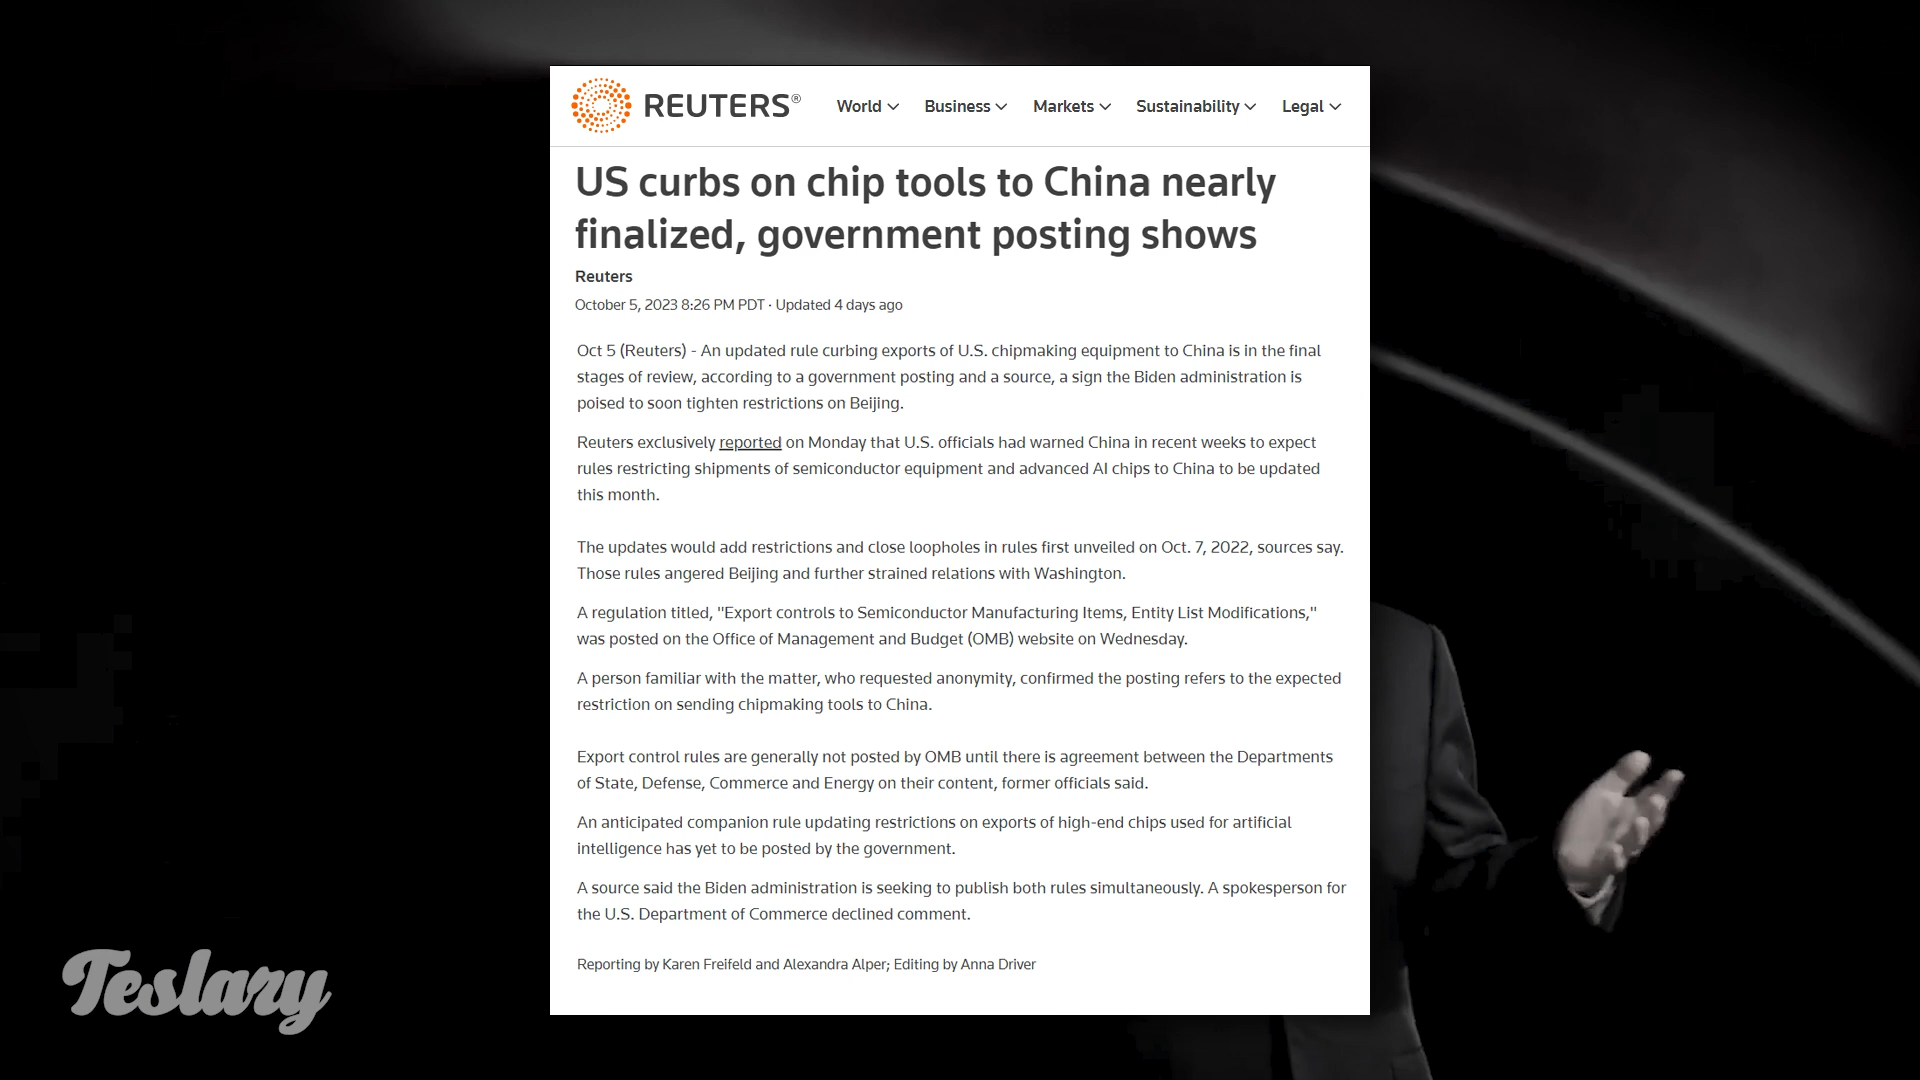 REUTERS®
World Business Markets Sustainability Legal
US curbs on chip tools to China nearly
finalized, government posting shows
Reuters
October 5, 2023 8:26 PM PDT · Updated 4 days ago
Oct 5 (Reuters) - An updated rule curbing exports of U.S. chipmaking equipment to China is in the final
stages of review, according to a government posting and a source, a sign the Biden administration is
poised to soon tighten restrictions on Beijing.
Reuters exclusively reported on Monday that U.S. officials had warned China in recent weeks to expect
rules restricting shipments of semiconductor equipment and advanced AI chips to China to be updated
this month.
The updates would add restrictions and close loopholes in rules first unveiled on Oct. 7, 2022, sources say.
Those rules angered Beijing and further strained relations with Washington.
A regulation titled, "Export controls to Semiconductor Manufacturing Items, Entity List Modifications,"
was posted on the Office of Management and Budget (OMB) website on Wednesday.
A person familiar with the matter, who requested anonymity, confirmed the posting refers to the expected
restriction on sending chipmaking tools to China.
Export control rules are generally not posted by OMB until there is agreement between the Departments
of State, Defense, Commerce and Energy on their content, former officials said.
An anticipated companion rule updating restrictions on exports of high-end chips used for artificial
intelligence has yet to be posted by the government.
A source said the Biden administration is seeking to publish both rules simultaneously. A spokesperson for
the U.S. Department of Commerce declined comment.
Reporting by Karen Freifeld and Alexandra Alper; Editing by Anna Driver
Teslary